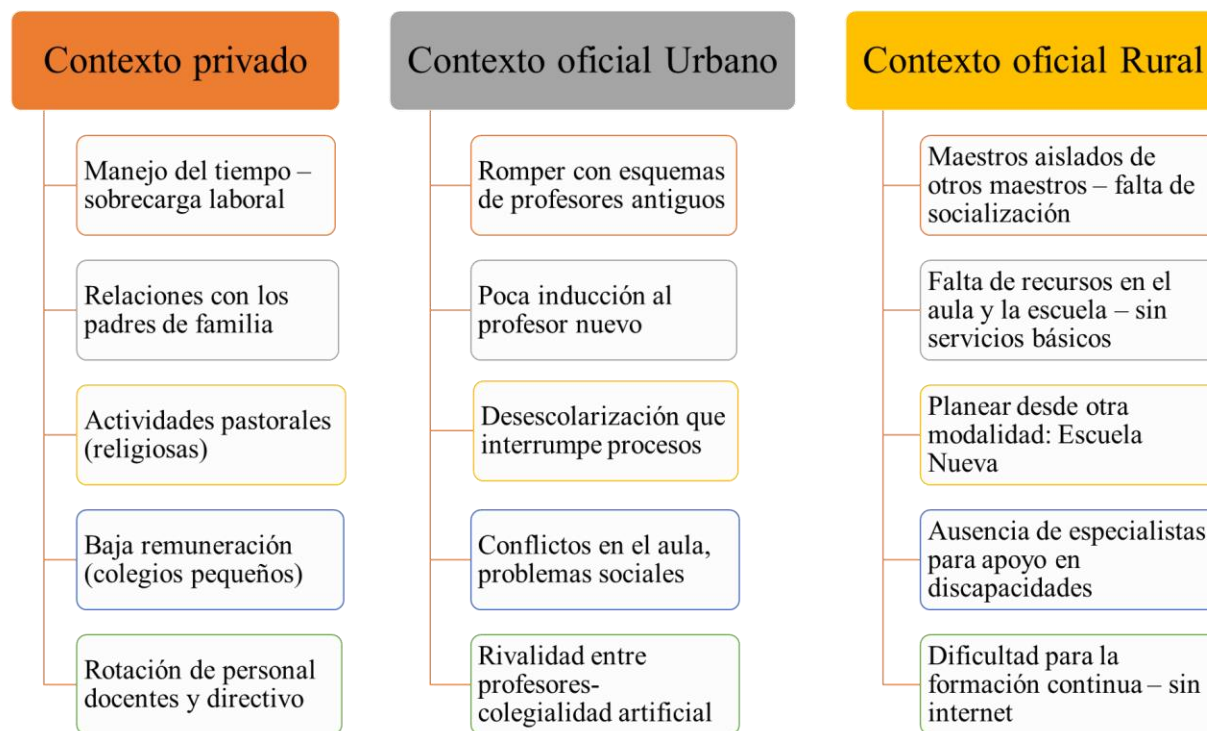 Contexto privado
Manejo del tiempo –
sobrecarga laboral
Relaciones con los
padres de familia
Actividades pastorales
(religiosas)
Baja remuneración
(colegios pequeños)
Rotación de personal
docentes y directivo
Contexto oficial Urbano
Romper con esquemas
de profesores antiguos
Poca inducción al
profesor nuevo
Desescolarización que
interrumpe procesos
Conflictos en el aula,
problemas sociales
Rivalidad entre
profesores-
colegialidad artificial
Contexto oficial Rural
Maestros aislados de
otros maestros – falta de
socialización
Falta de recursos en el
aula y la escuela – sin
servicios básicos
Planear desde otra
modalidad: Escuela
Nueva
Ausencia de especialistas
para apoyo en
discapacidades
Dificultad para la
formación continua – sin
internet